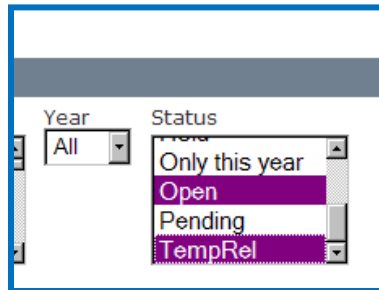 Year Status
All
Only this year
Open
Pending
TempRel